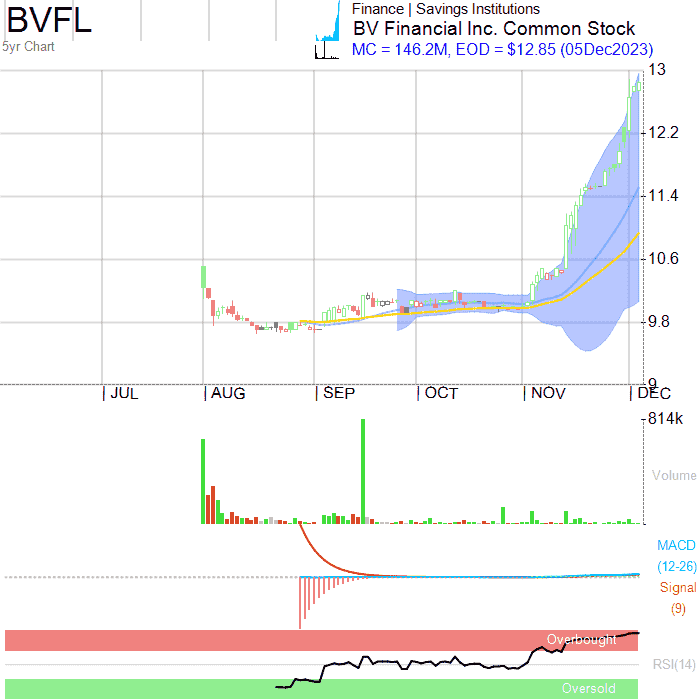 BVFL
5yr Chart
Finance | Savings Institutions
BV Financial Inc. Common Stock
MC = 146.2M, EOD = $12.85 (05Dec2023)
13
12.2
11.4
10.6
9.8
9
JUL AUG SEP OCT NOV DEC
814k
Volume
MACD
(12-26)
Signal
(9)
Overbought
RSI(14)
Oversold